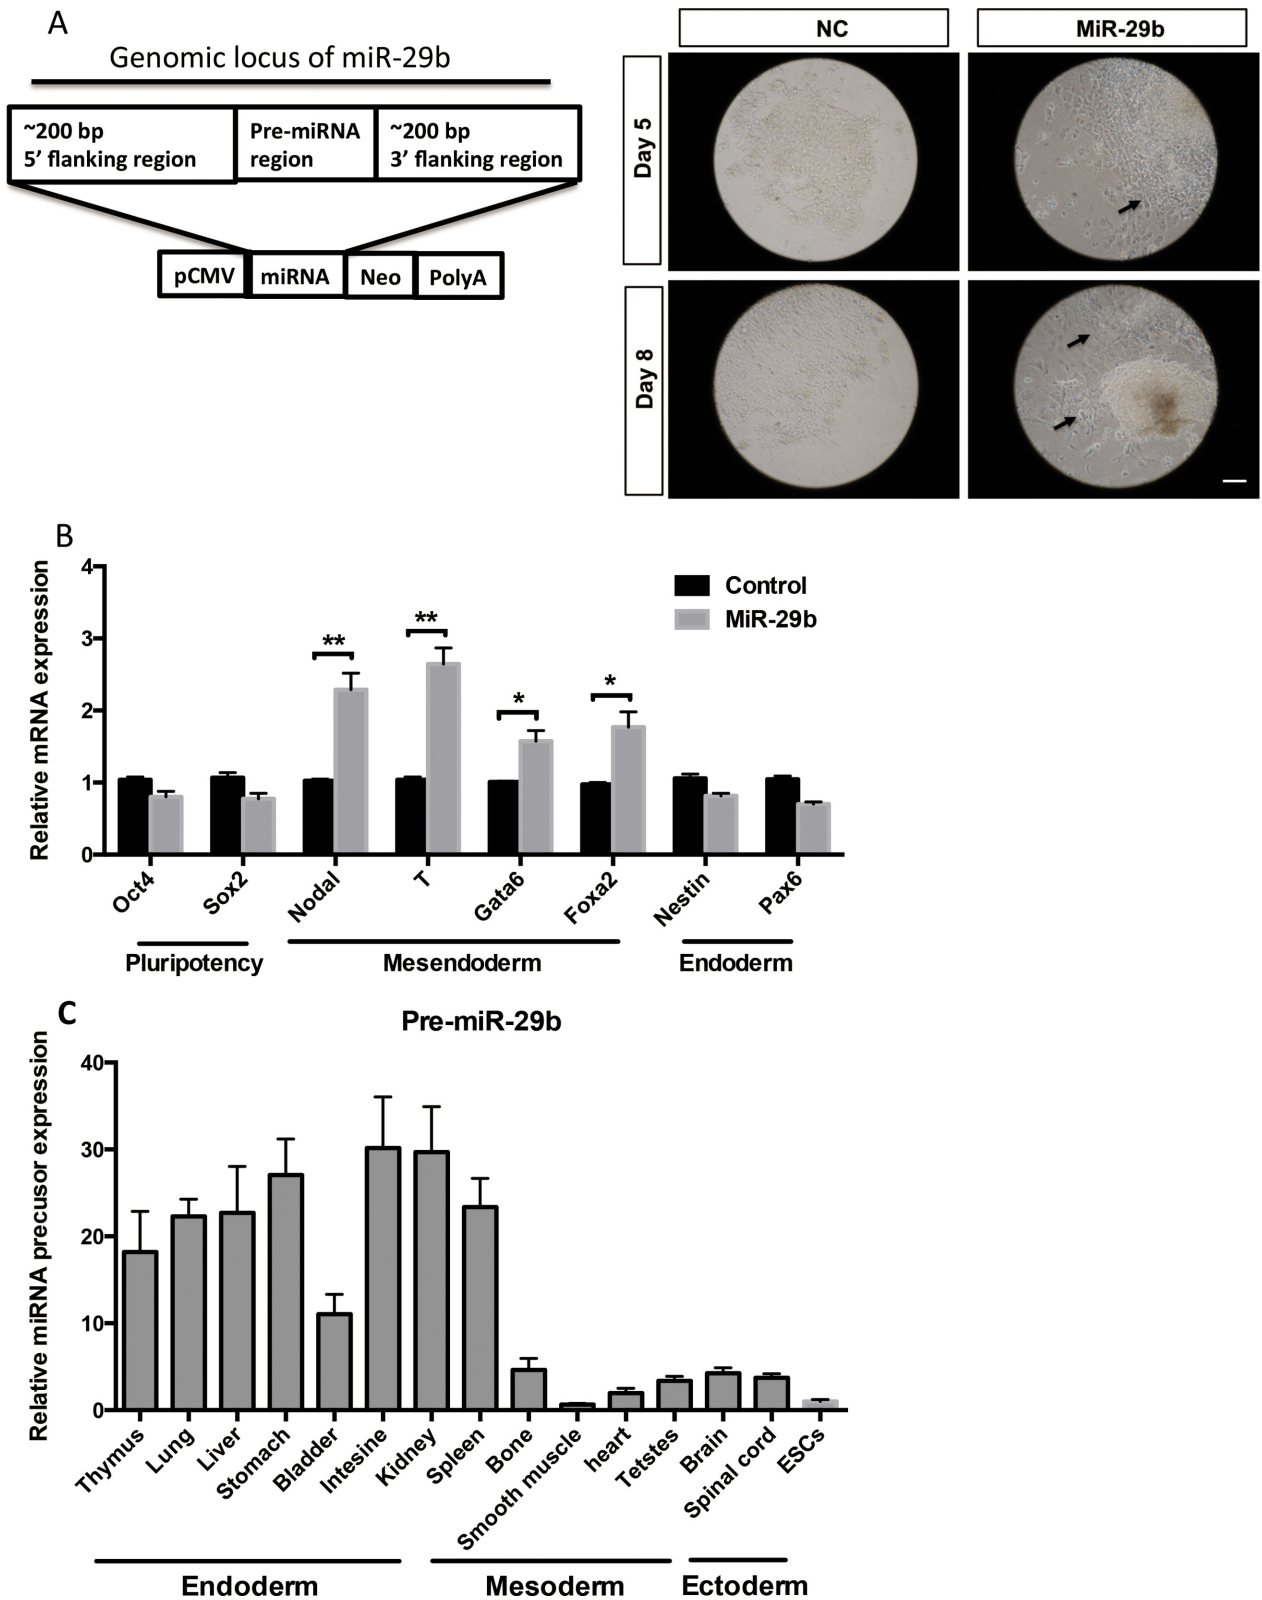 A
Genomic locus of miR-29b
~200 bp
5’ flanking region
Pre-miRNA
region
~200 bp
3’ flanking region
pCMV
miRNA
Neo
PolyA
NC
MiR-29b
Day 5
Day 8
B
Relative mRNA expression
4
3
2
1
0
Control
MiR-29b
**
**
*
*
Oct4
Sox2
Nodal
T
Gata6
Foxa2
Nestin
Pax6
Pluripotency
Mesendoderm
Endoderm
C
Pre-miR-29b
Relative miRNA precusor expression
40
30
20
10
0
Thymus
Lung
Liver
Stomach
Bladder
Intesine
Kidney
Spleen
Bone
Smooth muscle
heart
Tetstes
Brain
Spinal cord
ESCs
Endoderm
Mesoderm
Ectoderm